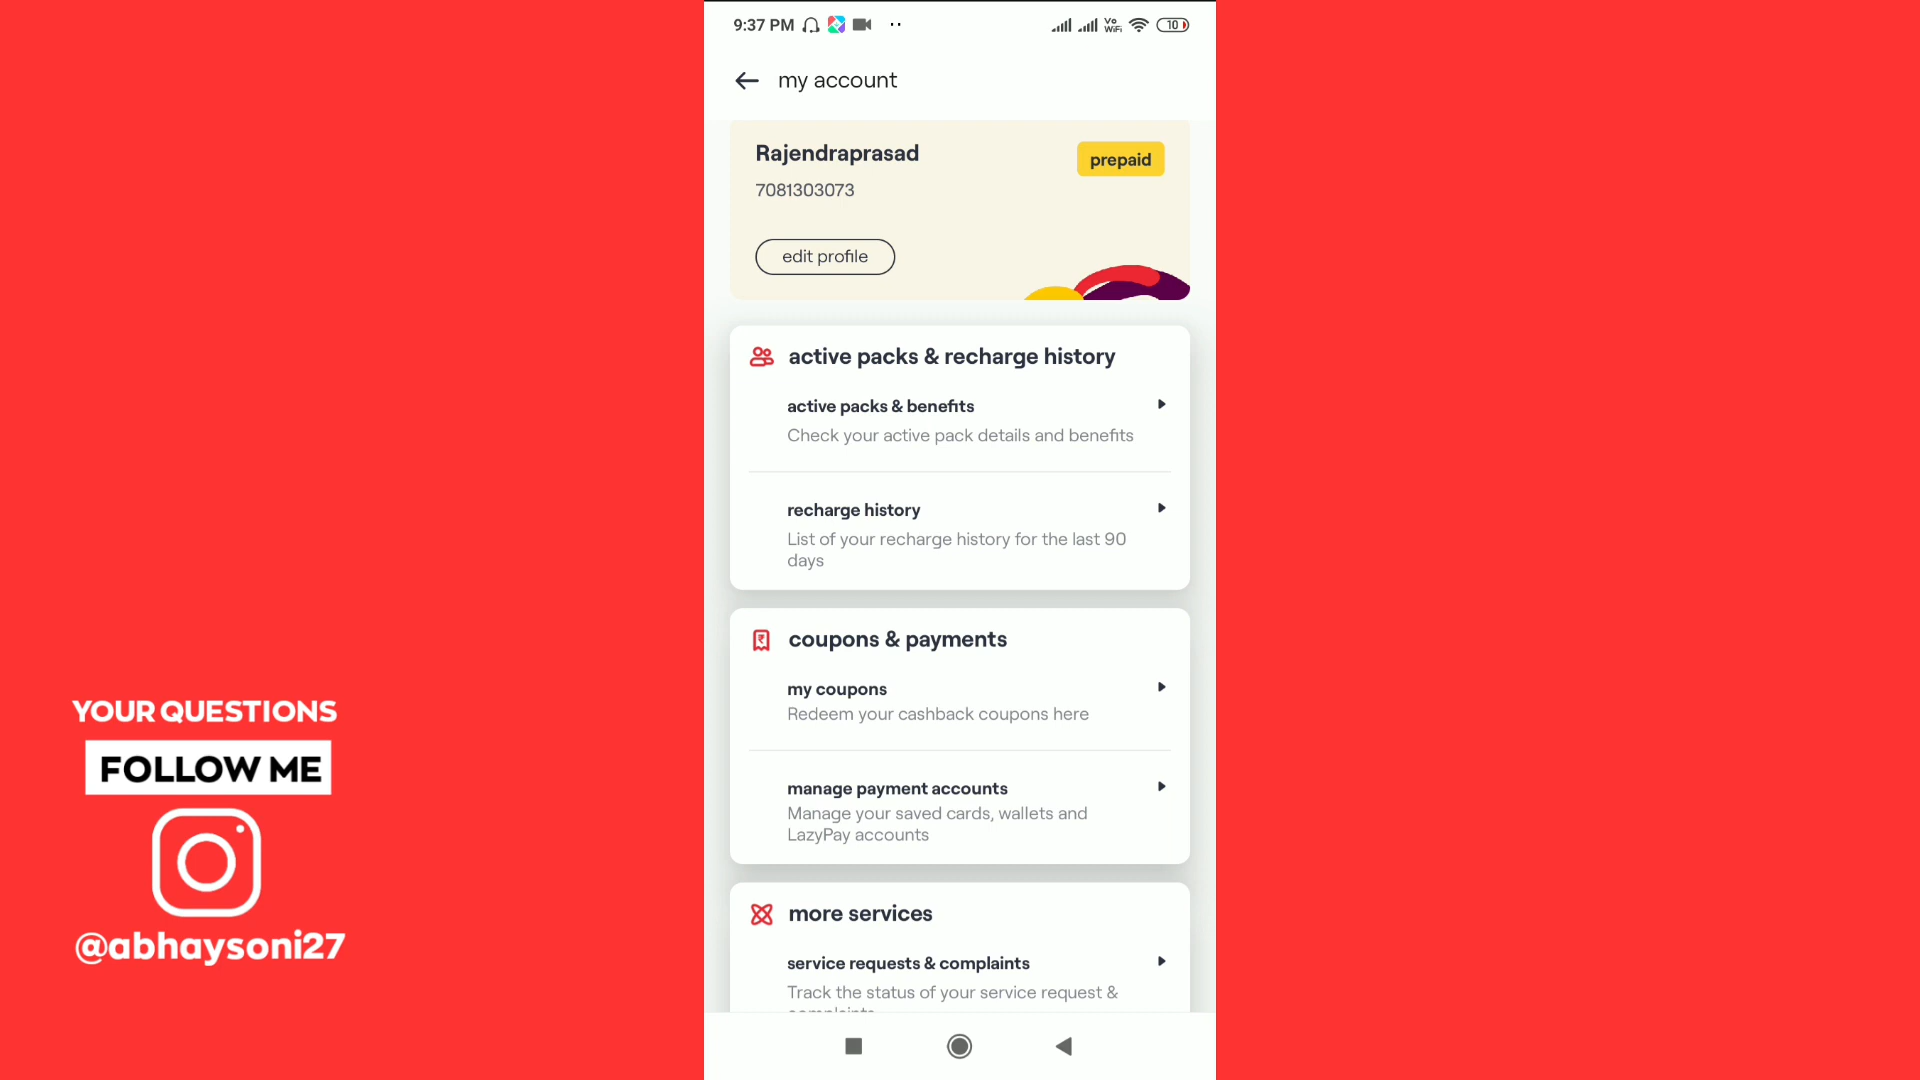 9:37 PM
Vo
WiFi
10
my account
Rajendraprasad
prepaid
7081303073
edit profile
active packs & recharge history
active packs & benefits
Check your active pack details and benefits
recharge history
List of your recharge history for the last 90
days
coupons & payments
my coupons
Redeem your cashback coupons here
manage payment accounts
Manage your saved cards, wallets and
LazyPay accounts
more services
service requests & complaints
Track the status of your service request &
YOUR QUESTIONS
FOLLOW ME
@abhaysoni27